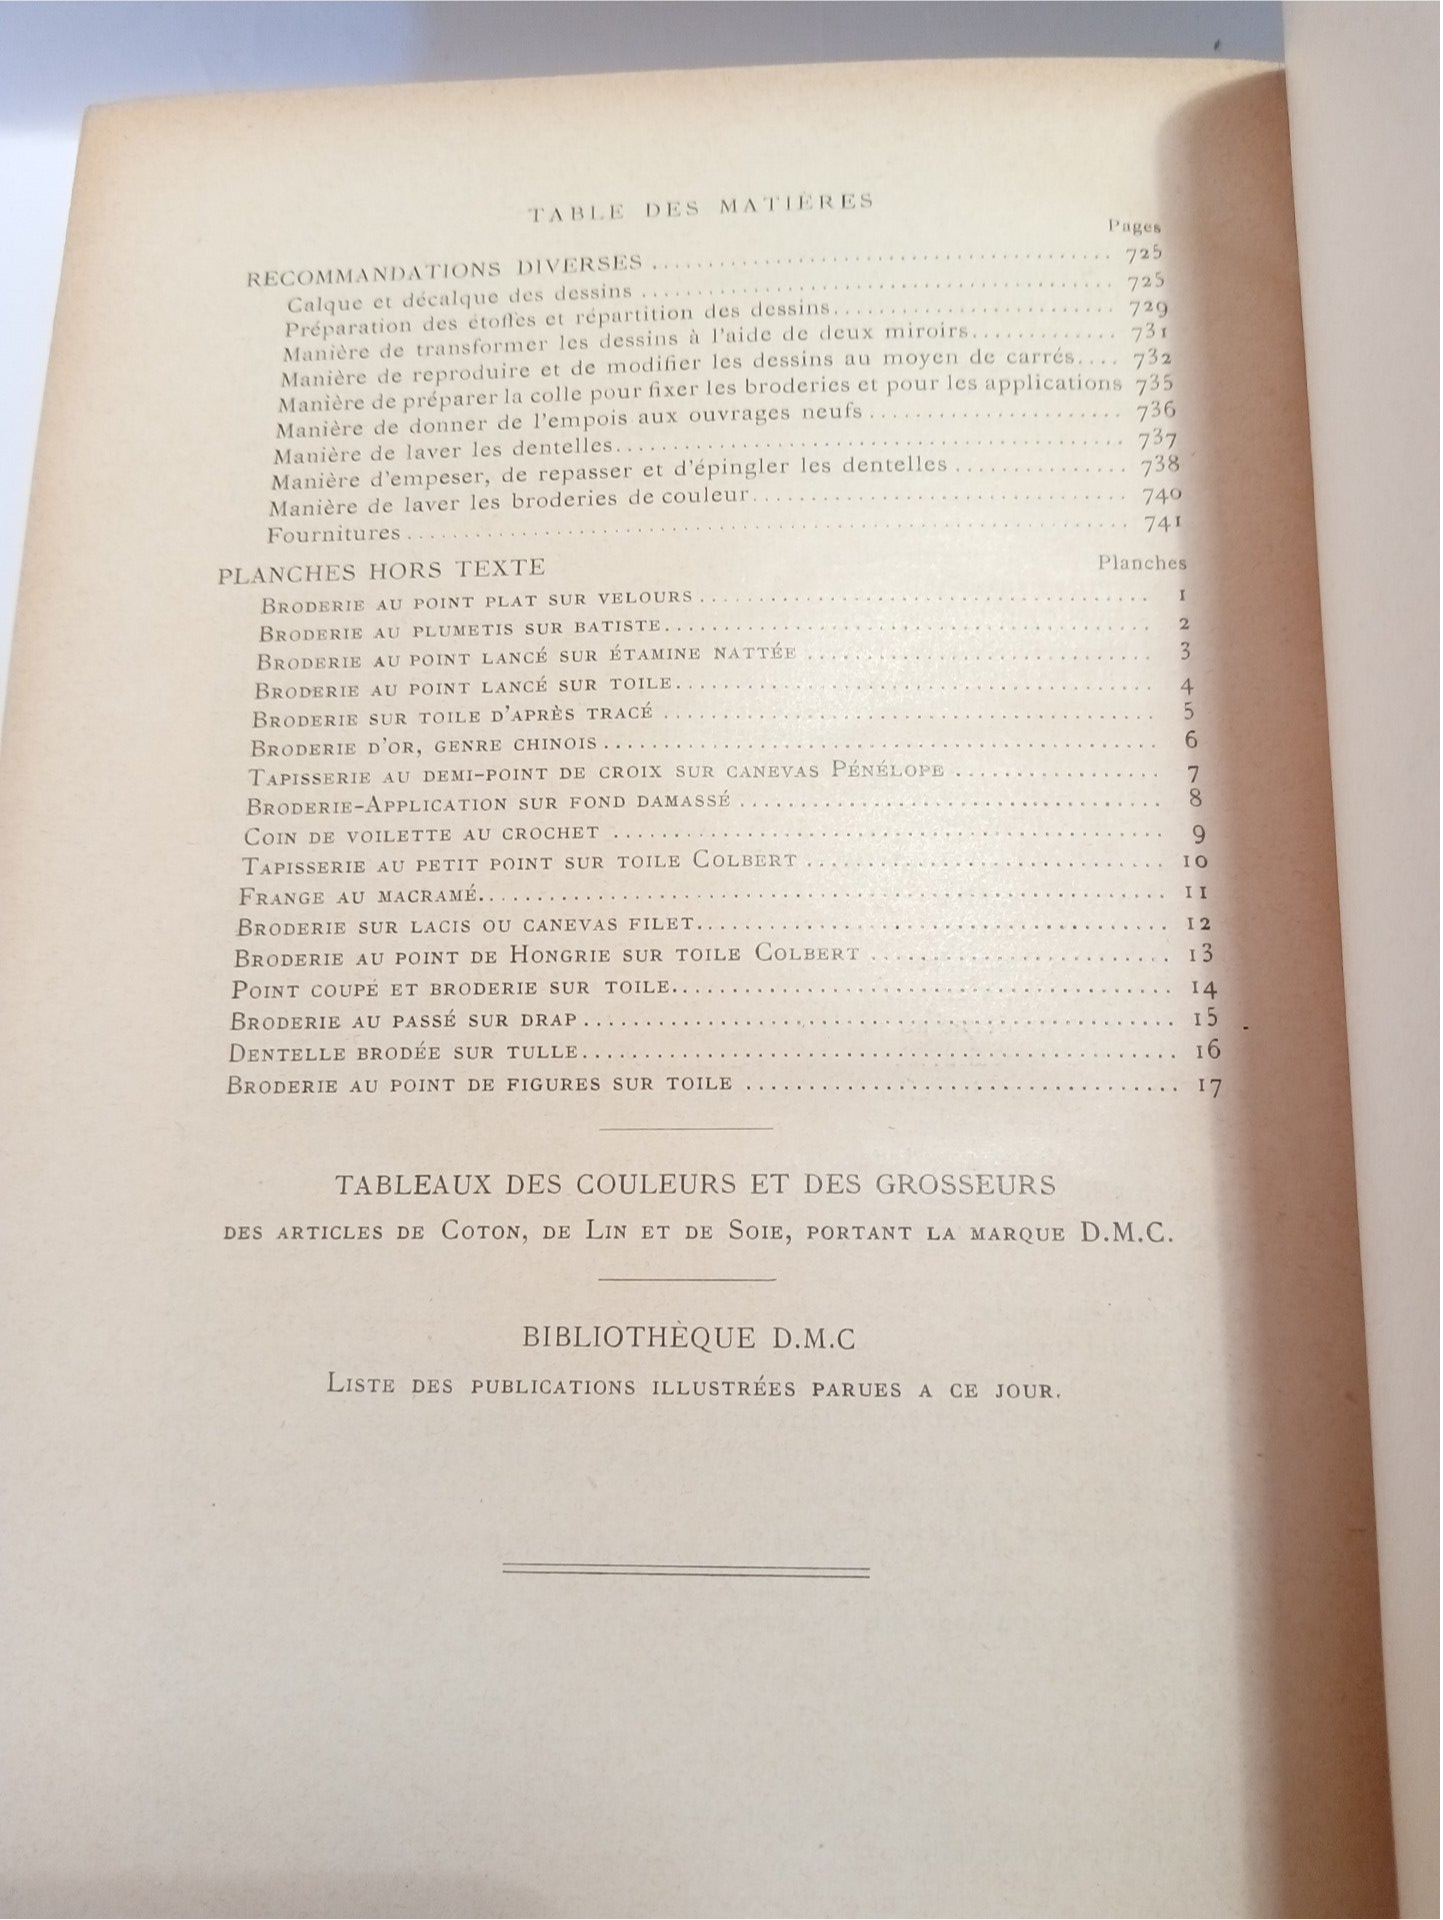 TABLE DES MATIÈRES
Pages
RECOMMANDATIONS DIVERSES ........................................ 725
Calque et décalque des dessins ........................................ 725
Préparation des étoffes et répartition des dessins......................... 729
Manière de transformer les dessins à l'aide de deux miroirs............. 731
Manière de reproduire et de modifier les dessins au moyen de carrés.... 732
Manière de préparer la colle pour fixer les broderies et pour les applications 735
Manière de donner de l'empois aux ouvrages neufs ...................... 736
Manière de laver les dentelles............................................ 737
Manière d'empeser, de repasser et d'épingler les dentelles ............... 738
Manière de laver les broderies de couleur................................ 740
Fournitures ............................................................ 741
PLANCHES HORS TEXTE
Planches
BRODERIE AU POINT PLAT SUR VELOURS ........................................ 1
BRODERIE AU PLUMETIS SUR BATISTE........................................... 2
BRODERIE AU POINT LANCÉ SUR ÉTAMINE NATTÉE ............................... 3
BRODERIE AU POINT LANCÉ SUR TOILE......................................... 4
BRODERIE SUR TOILE D'APRÈS TRACÉ .......................................... 5
BRODERIE D'OR, GENRE CHINOIS .............................................. 6
TAPISSERIE AU DEMI-POINT DE CROIX SUR CANEVAS PÉNÉLOPE ................. 7
BRODERIE-APPLICATION SUR FOND DAMASSÉ .................................... 8
COIN DE VOILETTE AU CROCHET ............................................... 9
TAPISSERIE AU PETIT POINT SUR TOILE COLBERT ............................... 10
FRANGE AU MACRAMÉ......................................................... 11
BRODERIE SUR LACIS OU CANEVAS FILET....................................... 12
BRODERIE AU POINT DE HONGRIE SUR TOILE COLBERT .......................... 13
POINT COUPÉ ET BRODERIE SUR TOILE......................................... 14
BRODERIE AU PASSÉ SUR DRAP ................................................ 15
DENTELLE BRODÉE SUR TULLE................................................. 16
BRODERIE AU POINT DE FIGURES SUR TOILE ................................... 17
TABLEAUX DES COULEURS ET DES GROSSEURS
DES ARTICLES DE COTON, DE LIN ET DE SOIE, PORTANT LA MARQUE D.M.C.
BIBLIOTHÈQUE D.M.C
LISTE DES PUBLICATIONS ILLUSTRÉES PARUES A CE JOUR.